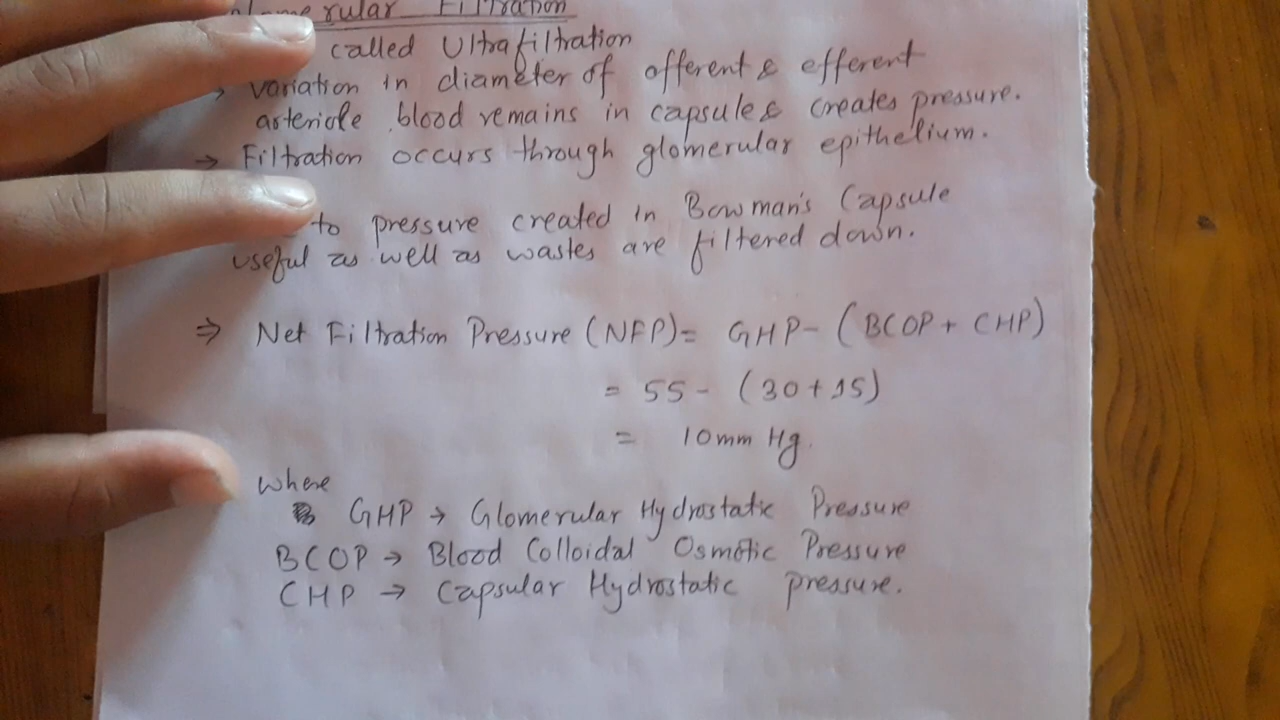 rular Filtration
called Ultrafiltration
→ variation in diameter of offerent & efferent
arteriole blood remains in capsule & creates pressure.
→ Filtration occurs through glomerular epithelium.
to pressure created in Bowman's Capsule
useful as well as wastes are filtered down.
⇒ Net Filtration Pressure (NFP)= GHP- (BCOP+ CHP)
= 55 - (30+15)
= 10mm Hg.
where
GHP → Glomerular Hydrostatic Pressure
BCOP → Blood Colloidal Osmotic Pressure
CHP → Capsular Hydrostatic pressure.